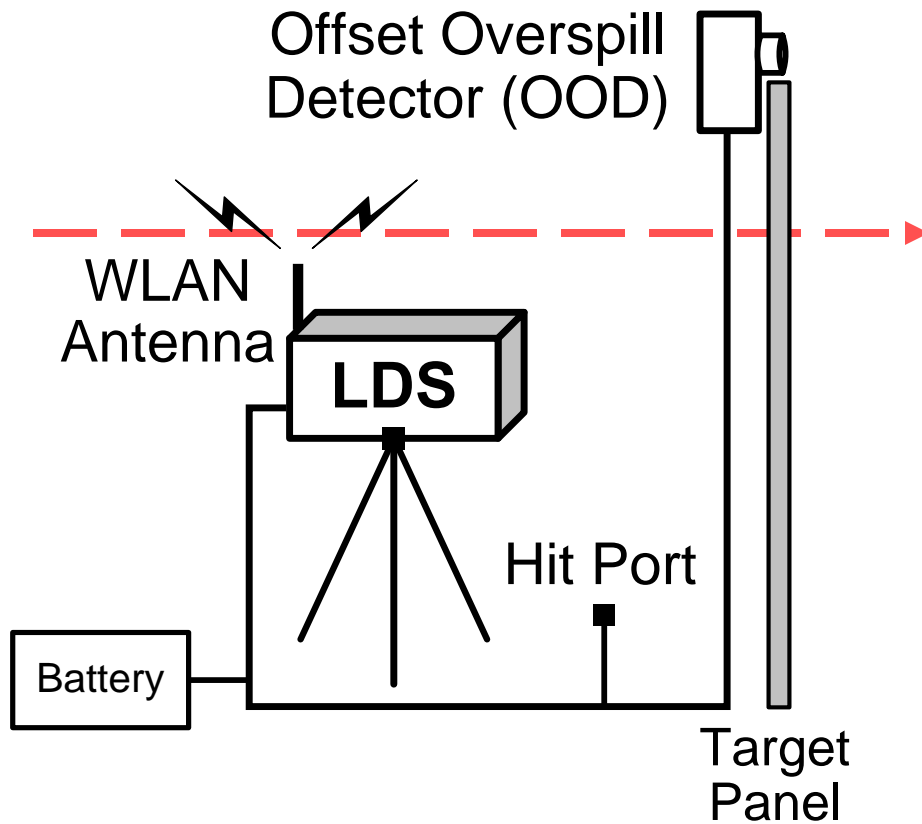 Offset Overspill
Detector (OOD)
WLAN
Antenna
LDS
Hit Port
Battery
Target
Panel